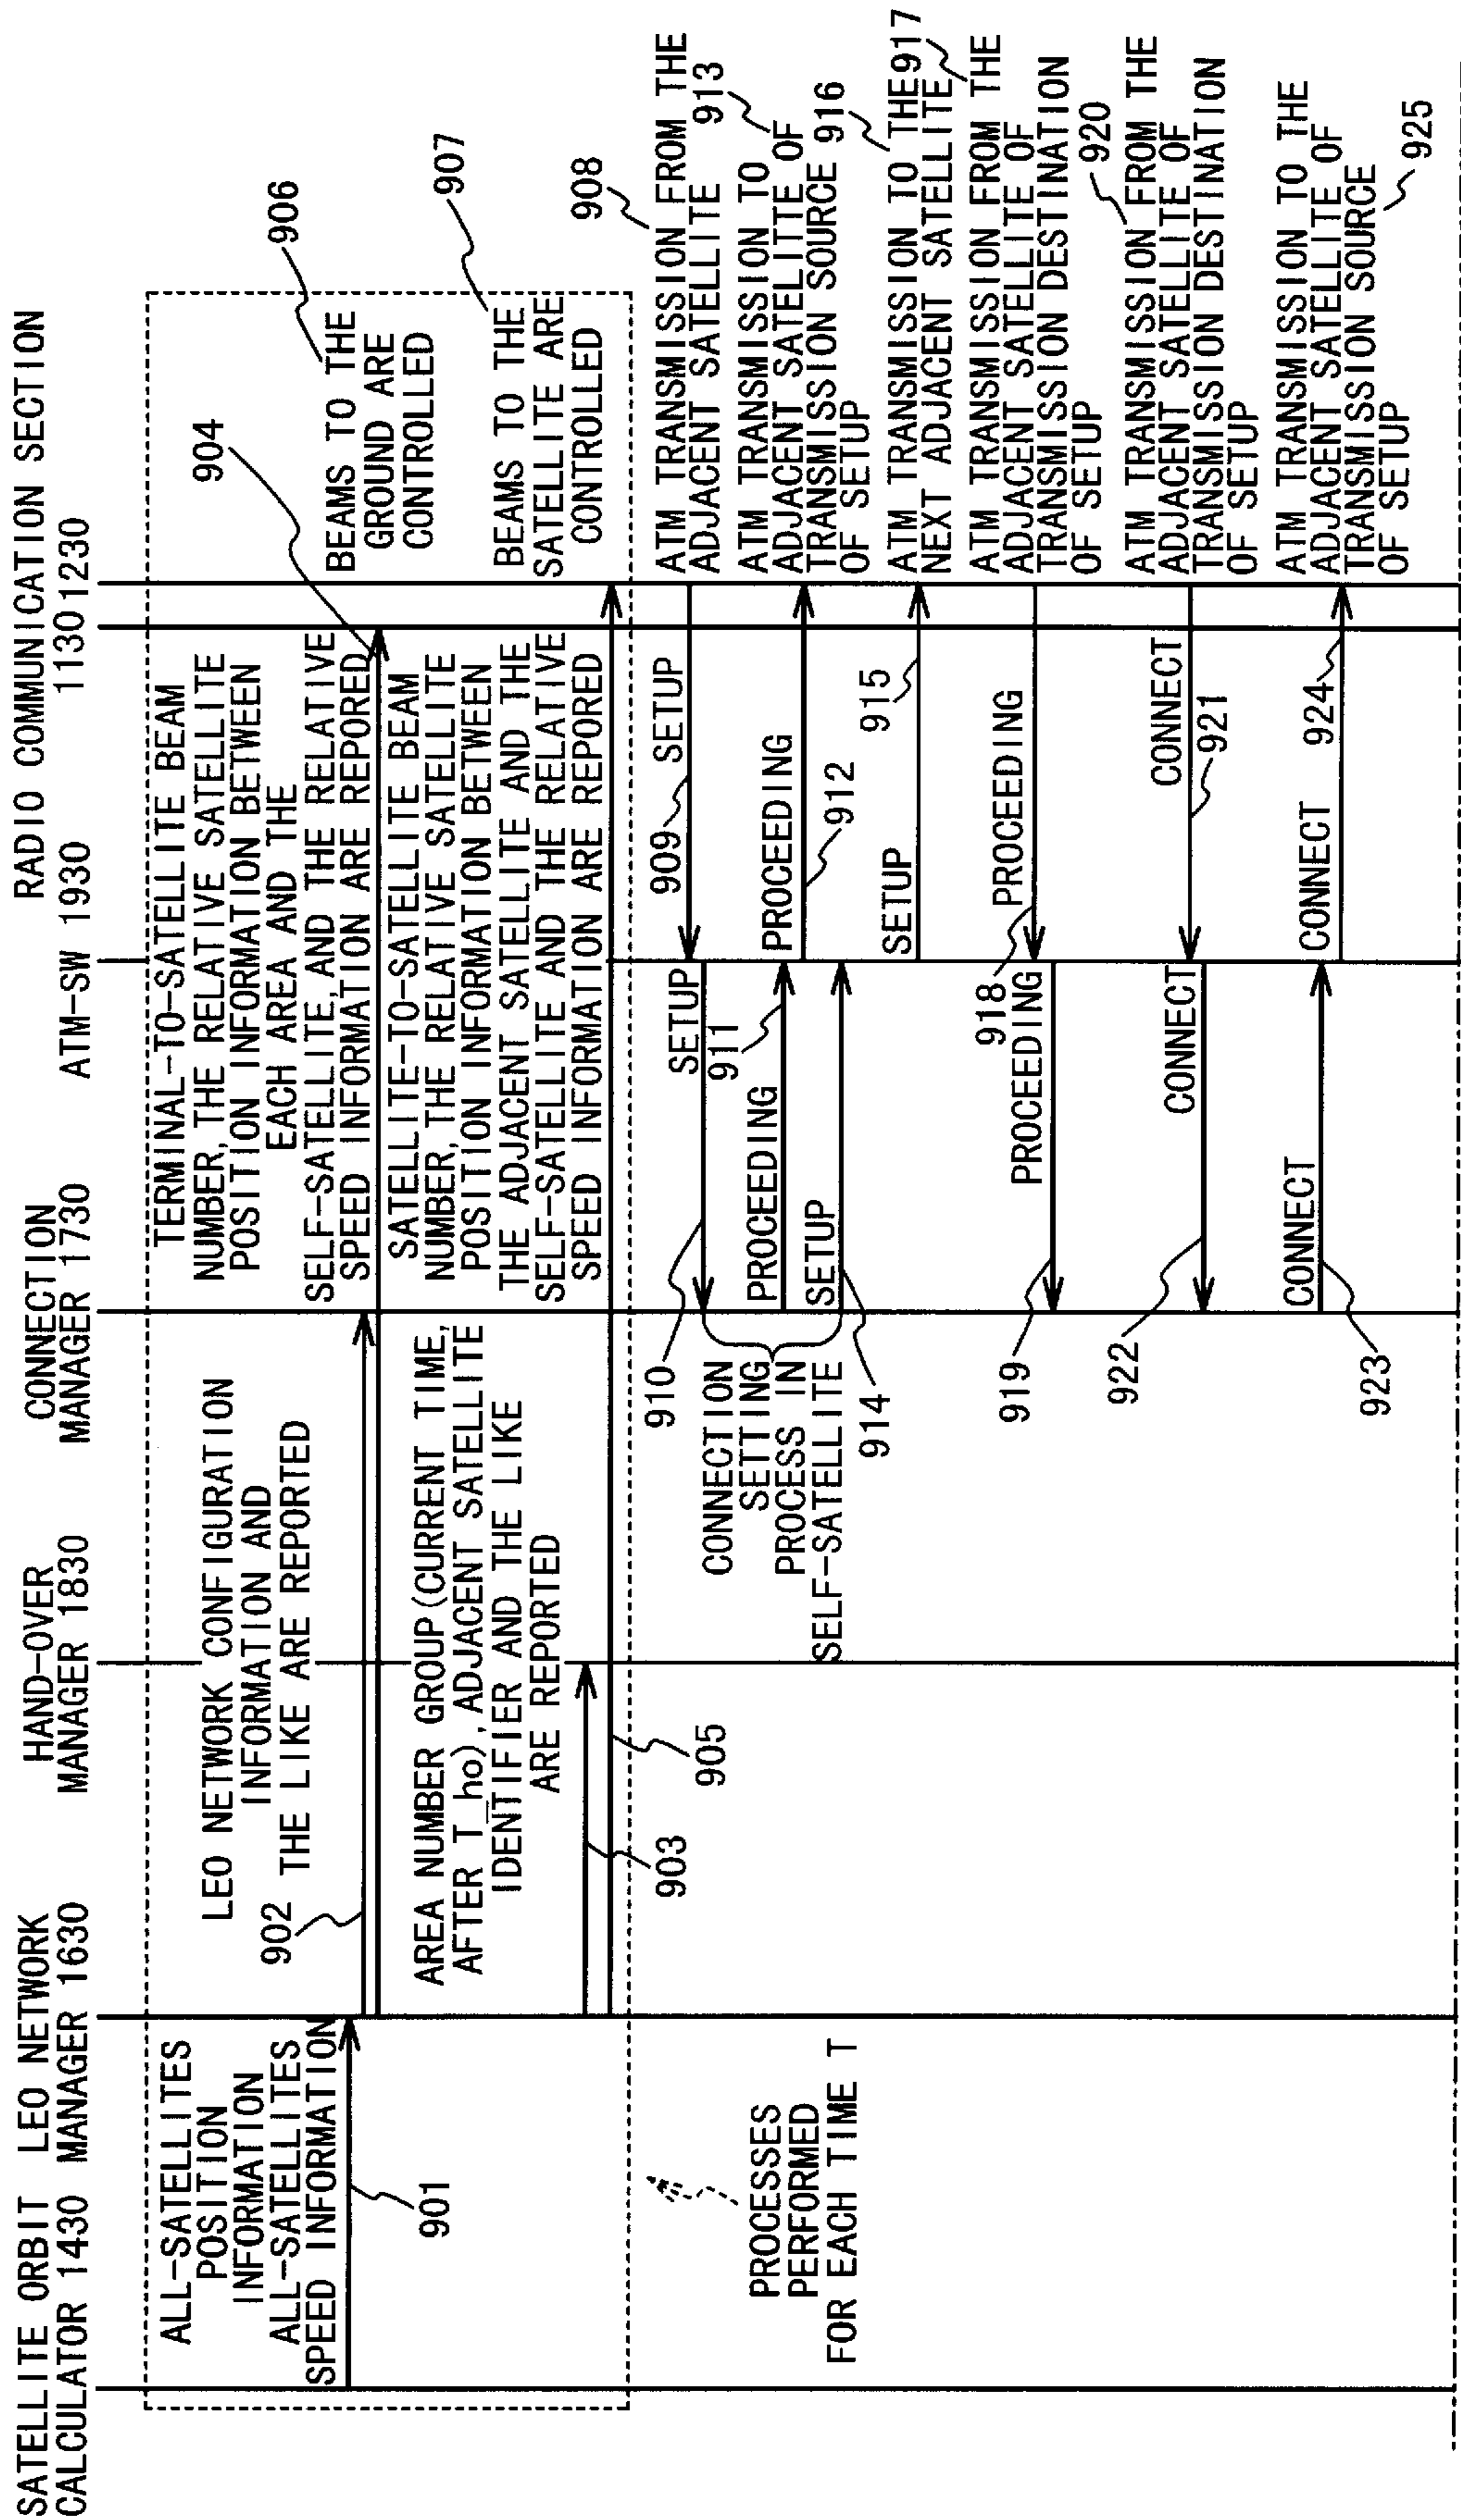 SATELLITE ORBIT
CALCULATOR 1430
LEO NETWORK
MANAGER 1630
HAND-OVER
MANAGER 1830
CONNECTION
MANAGER 1730
ATM-SW 1930
RADIO COMMUNICATION SECTION
1130 1230
ALL-SATELLITES
POSITION
INFORMATION
ALL-SATELLITES
SPEED INFORMATION
901
LEO NETWORK CONFIGURATION
INFORMATION AND
THE LIKE ARE REPORTED
902
AREA NUMBER GROUP(CURRENT TIME,
AFTER T_ho),ADJACENT SATELLITE
IDENTIFIER AND THE LIKE
ARE REPORTED
903
905
TERMINAL-TO-SATELLITE BEAM
NUMBER,THE RELATIVE SATELLITE
POSITION INFORMATION BETWEEN
EACH AREA AND THE
SELF-SATELLITE,AND THE RELATIVE
SPEED INFORMATION ARE REPORED
904
SATELLITE-TO-SATELLITE BEAM
NUMBER,THE RELATIVE SATELLITE
POSITION INFORMATION BETWEEN
THE ADJACENT SATELLITE AND THE
SELF-SATELLITE AND THE RELATIVE
SPEED INFORMATION ARE REPORED
BEAMS TO THE
GROUND ARE
CONTROLLED
906
BEAMS TO THE
SATELLITE ARE
CONTROLLED
907
PROCESSES
PERFORMED
FOR EACH TIME T
908
ATM TRANSMISSION FROM THE
ADJACENT SATELLITE
909
SETUP
SETUP
910
911
PROCEEDING
PROCEEDING
912
ATM TRANSMISSION TO
ADJACENT SATELLITE OF
TRANSMISSION SOURCE
OF SETUP
913
CONNECTION
SETTING
PROCESS IN
SELF-SATELLITE
SETUP
914
SETUP
915
916
ATM TRANSMISSION TO THE
NEXT ADJACENT SATELLITE
917
ATM TRANSMISSION FROM THE
ADJACENT SATELLITE OF
TRANSMISSION DESTINATION
OF SETUP
PROCEEDING
918
PROCEEDING
919
920
ATM TRANSMISSION FROM THE
ADJACENT SATELLITE OF
TRANSMISSION DESTINATION
OF SETUP
CONNECT
921
CONNECT
922
CONNECT
923
CONNECT
924
ATM TRANSMISSION TO THE
ADJACENT SATELLITE OF
TRANSMISSION SOURCE
OF SETUP
925